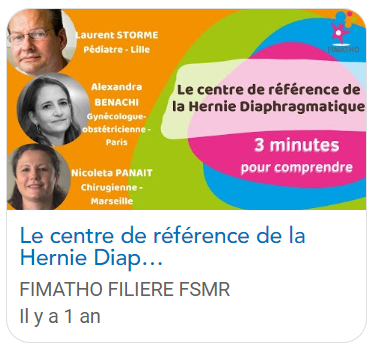 Laurent STORME
Pédiatre - Lille
Alexandra
BENACHI
Gynécologue-
obstétricienne -
Paris
Nicoleta PANAIT
Chirugienne -
Marseille
FIMATHO
Le centre de référence de
la Hernie Diaphragmatique
3 minutes
pour comprendre
Le centre de référence de la
Hernie Diap…
FIMATHO FILIERE FSMR
Il y a 1 an